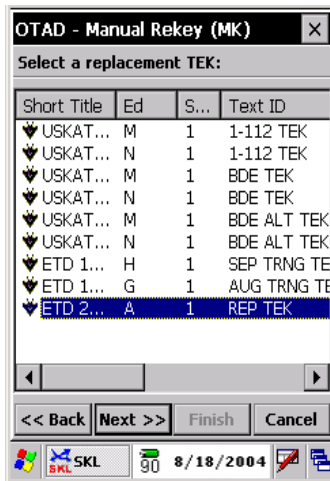 OTAD - Manual Rekey (MK) ×
Select a replacement TEK:
Short Title Ed S... Text ID
USKAT... M 1 1-112 TEK
USKAT... N 1 1-112 TEK
USKAT... M 1 BDE TEK
USKAT... N 1 BDE TEK
USKAT... M 1 BDE ALT TEK
USKAT... N 1 BDE ALT TEK
ETD 1... H 1 SEP TRNG TE
ETD 1... G 1 AUG TRNG TE
ETD 2... A 1 REP TEK
<< Back Next >> Finish Cancel
SKL SKL 90 8/18/2004